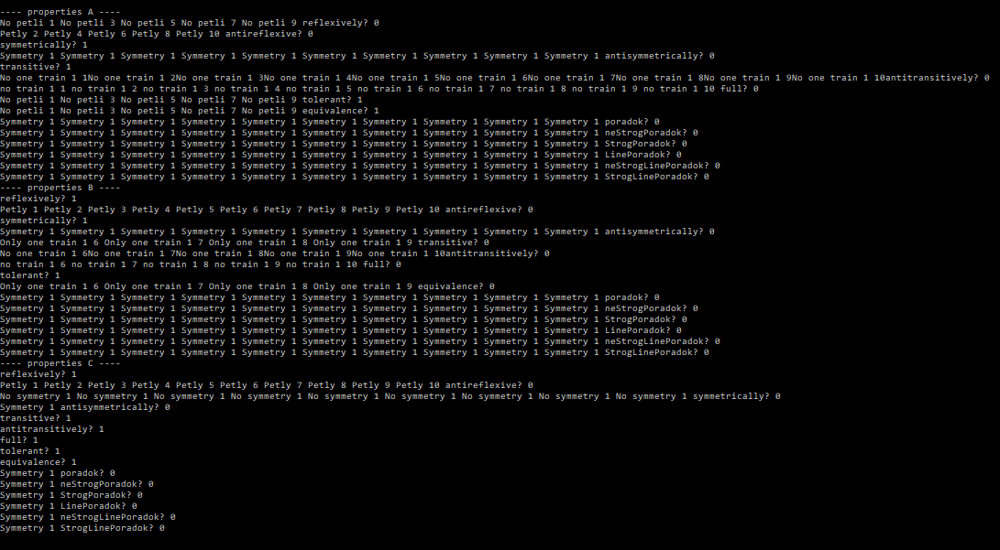 ---- properties A ----
No petli 1 No petli 3 No petli 5 No petli 7 No petli 9 reflexively? 0
Petly 2 Petly 4 Petly 6 Petly 8 Petly 10 antireflexive? 0
symmetrically? 1
Symmetry 1 Symmetry 1 Symmetry 1 Symmetry 1 Symmetry 1 Symmetry 1 Symmetry 1 Symmetry 1 Symmetry 1 Symmetry 1 antisymmetrically? 0
transitive? 1
No one train 1 1No one train 1 2No one train 1 3No one train 1 4No one train 1 5No one train 1 6No one train 1 7No one train 1 8No one train 1 9No one train 1 10antitransitively? 0
no train 1 1 no train 1 2 no train 1 3 no train 1 4 no train 1 5 no train 1 6 no train 1 7 no train 1 8 no train 1 9 no train 1 10 full? 0
No petli 1 No petli 3 No petli 5 No petli 7 No petli 9 tolerant? 1
No petli 1 No petli 3 No petli 5 No petli 7 No petli 9 equivalence? 1
Symmetry 1 Symmetry 1 Symmetry 1 Symmetry 1 Symmetry 1 Symmetry 1 Symmetry 1 Symmetry 1 Symmetry 1 Symmetry 1 poradok? 0
Symmetry 1 Symmetry 1 Symmetry 1 Symmetry 1 Symmetry 1 Symmetry 1 Symmetry 1 Symmetry 1 Symmetry 1 Symmetry 1 neStrogPoradok? 0
Symmetry 1 Symmetry 1 Symmetry 1 Symmetry 1 Symmetry 1 Symmetry 1 Symmetry 1 Symmetry 1 Symmetry 1 Symmetry 1 StrogPoradok? 0
Symmetry 1 Symmetry 1 Symmetry 1 Symmetry 1 Symmetry 1 Symmetry 1 Symmetry 1 Symmetry 1 Symmetry 1 Symmetry 1 LinePoradok? 0
Symmetry 1 Symmetry 1 Symmetry 1 Symmetry 1 Symmetry 1 Symmetry 1 Symmetry 1 Symmetry 1 Symmetry 1 Symmetry 1 neStrogLinePoradok? 0
Symmetry 1 Symmetry 1 Symmetry 1 Symmetry 1 Symmetry 1 Symmetry 1 Symmetry 1 Symmetry 1 Symmetry 1 Symmetry 1 StrogLinePoradok? 0
---- properties B ----
reflexively? 1
Petly 1 Petly 2 Petly 3 Petly 4 Petly 5 Petly 6 Petly 7 Petly 8 Petly 9 Petly 10 antireflexive? 0
symmetrically? 1
Symmetry 1 Symmetry 1 Symmetry 1 Symmetry 1 Symmetry 1 Symmetry 1 Symmetry 1 Symmetry 1 Symmetry 1 Symmetry 1 antisymmetrically? 0
Only one train 1 6 Only one train 1 7 Only one train 1 8 Only one train 1 9 transitive? 0
No one train 1 6No one train 1 7No one train 1 8No one train 1 9No one train 1 10antitransitively? 0
no train 1 6 no train 1 7 no train 1 8 no train 1 9 no train 1 10 full? 0
tolerant? 1
Only one train 1 6 Only one train 1 7 Only one train 1 8 Only one train 1 9 equivalence? 0
Symmetry 1 Symmetry 1 Symmetry 1 Symmetry 1 Symmetry 1 Symmetry 1 Symmetry 1 Symmetry 1 Symmetry 1 Symmetry 1 poradok? 0
Symmetry 1 Symmetry 1 Symmetry 1 Symmetry 1 Symmetry 1 Symmetry 1 Symmetry 1 Symmetry 1 Symmetry 1 Symmetry 1 neStrogPoradok? 0
Symmetry 1 Symmetry 1 Symmetry 1 Symmetry 1 Symmetry 1 Symmetry 1 Symmetry 1 Symmetry 1 Symmetry 1 Symmetry 1 StrogPoradok? 0
Symmetry 1 Symmetry 1 Symmetry 1 Symmetry 1 Symmetry 1 Symmetry 1 Symmetry 1 Symmetry 1 Symmetry 1 Symmetry 1 LinePoradok? 0
Symmetry 1 Symmetry 1 Symmetry 1 Symmetry 1 Symmetry 1 Symmetry 1 Symmetry 1 Symmetry 1 Symmetry 1 Symmetry 1 neStrogLinePoradok? 0
Symmetry 1 Symmetry 1 Symmetry 1 Symmetry 1 Symmetry 1 Symmetry 1 Symmetry 1 Symmetry 1 Symmetry 1 Symmetry 1 StrogLinePoradok? 0
---- properties C ----
reflexively? 1
Petly 1 Petly 2 Petly 3 Petly 4 Petly 5 Petly 6 Petly 7 Petly 8 Petly 9 Petly 10 antireflexive? 0
No symmetry 1 No symmetry 1 No symmetry 1 No symmetry 1 No symmetry 1 No symmetry 1 No symmetry 1 No symmetry 1 No symmetry 1 symmetrically? 0
Symmetry 1 antisymmetrically? 0
transitive? 1
antitransitively? 1
full? 1
tolerant? 1
equivalence? 1
Symmetry 1 poradok? 0
Symmetry 1 neStrogPoradok? 0
Symmetry 1 StrogPoradok? 0
Symmetry 1 LinePoradok? 0
Symmetry 1 neStrogLinePoradok? 0
Symmetry 1 StrogLinePoradok? 0